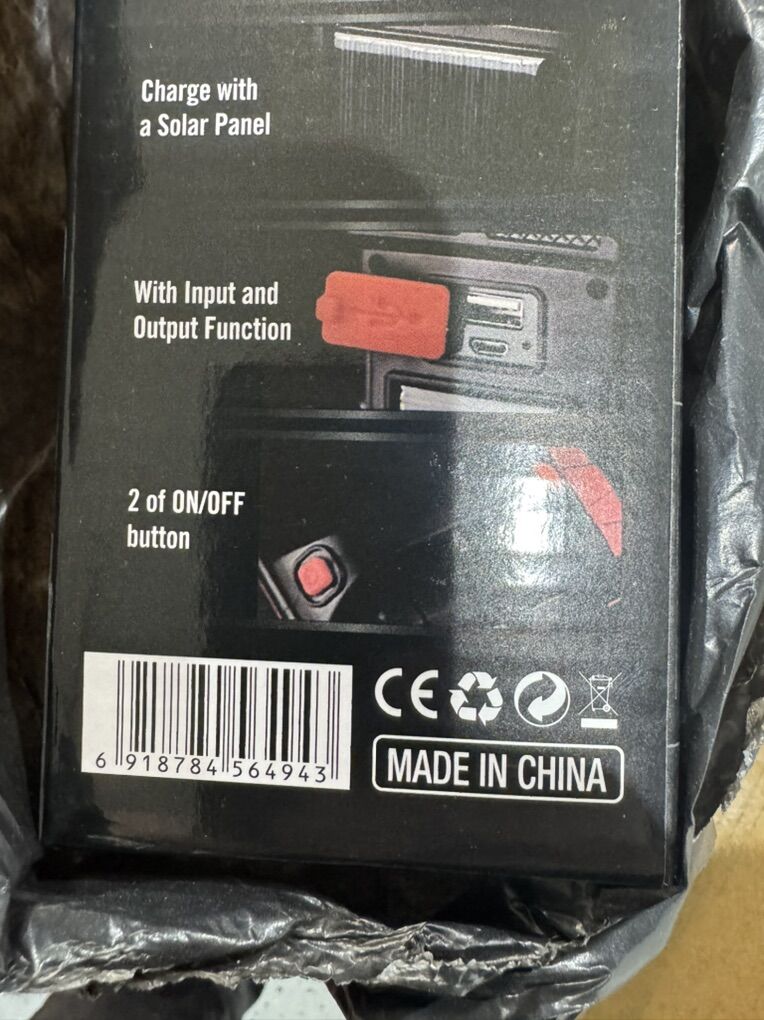 Charge with
a Solar Panel
With Input and
Output Function
2 of ON/OFF
button
6 918784 564943
CE
MADE IN CHINA